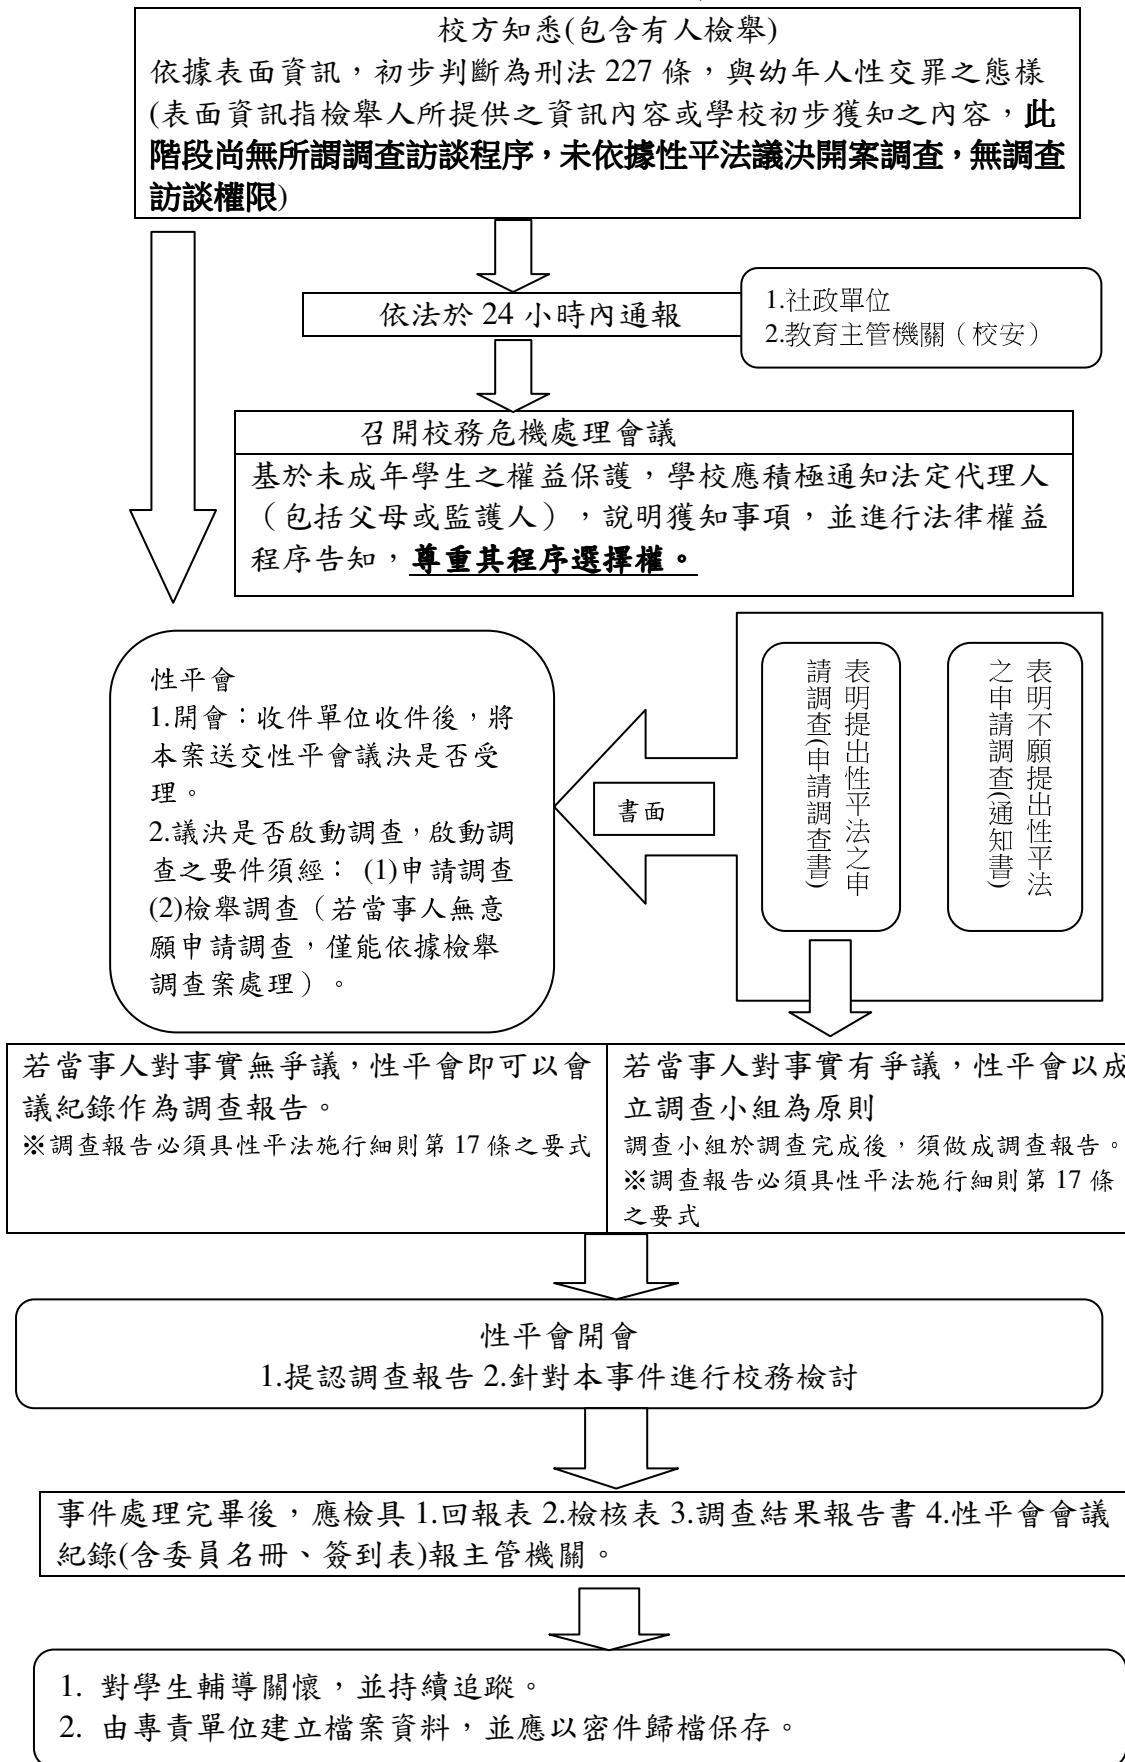 校方知悉(包含有人檢舉)
依據表面資訊，初步判斷為刑法 227 條，與幼年人性交罪之態樣
(表面資訊指檢舉人所提供之資訊內容或學校初步獲知之內容，此
階段尚無所謂調查訪談程序，未依據性平法議決開案調查，無調查
訪談權限)
依法於 24 小時內通報
1.社政單位
2.教育主管機關（校安）
召開校務危機處理會議
基於未成年學生之權益保護，學校應積極通知法定代理人
（包括父母或監護人），說明獲知事項，並進行法律權益
程序告知，尊重其程序選擇權。
性平會
1.開會：收件單位收件後，將
本案送交性平會議決是否受
理。
2.議決是否啟動調查，啟動調
查之要件須經： (1)申請調查
(2)檢舉調查（若當事人無意
願申請調查，僅能依據檢舉
調查案處理）。
書面
表明提出性平法之申
請調查(申請調查書)
表明不願提出性平法
之申請調查(通知書)
若當事人對事實無爭議，性平會即可以會
議紀錄作為調查報告。
※調查報告必須具性平法施行細則第 17 條之要式
若當事人對事實有爭議，性平會以成
立調查小組為原則
調查小組於調查完成後，須做成調查報告。
※調查報告必須具性平法施行細則第 17 條
之要式
性平會開會
1.提認調查報告 2.針對本事件進行校務檢討
事件處理完畢後，應檢具 1.回報表 2.檢核表 3.調查結果報告書 4.性平會會議
紀錄(含委員名冊、簽到表)報主管機關。
1. 對學生輔導關懷，並持續追蹤。
2. 由專責單位建立檔案資料，並應以密件歸檔保存。